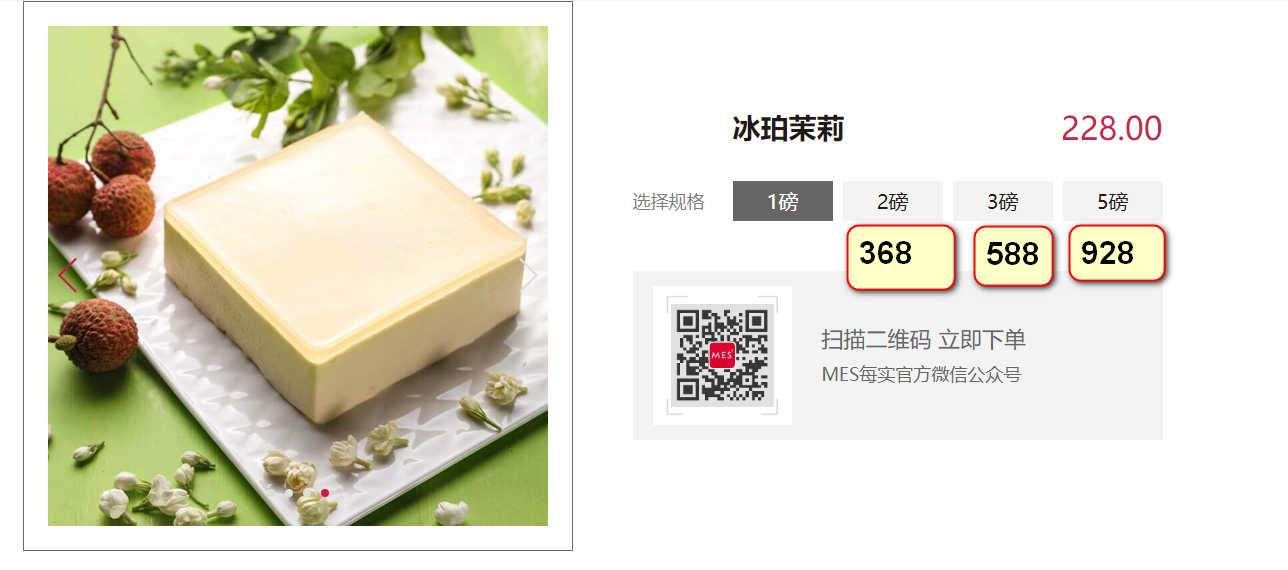 冰珀茉莉 228.00
选择规格 1磅 2磅 3磅 5磅
368 588 928
MES
扫描二维码 立即下单
MES每实官方微信公众号